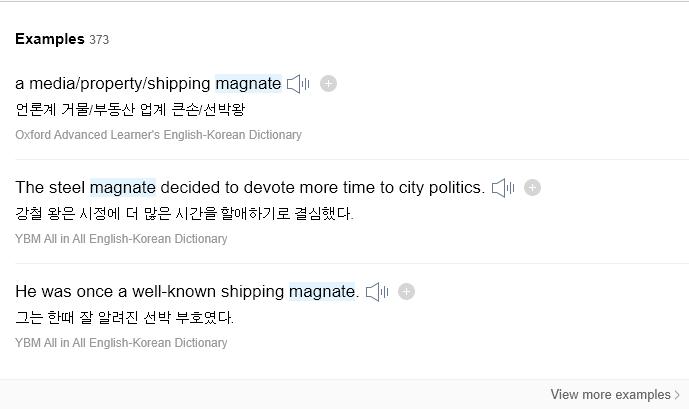 Examples 373
a media/property/shipping magnate
언론계 거물/부동산 업계 큰손/선박왕
Oxford Advanced Learner's English-Korean Dictionary
The steel magnate decided to devote more time to city politics.
강철 왕은 시정에 더 많은 시간을 할애하기로 결심했다.
YBM All in All English-Korean Dictionary
He was once a well-known shipping magnate.
그는 한때 잘 알려진 선박 부호였다.
YBM All in All English-Korean Dictionary
View more examples